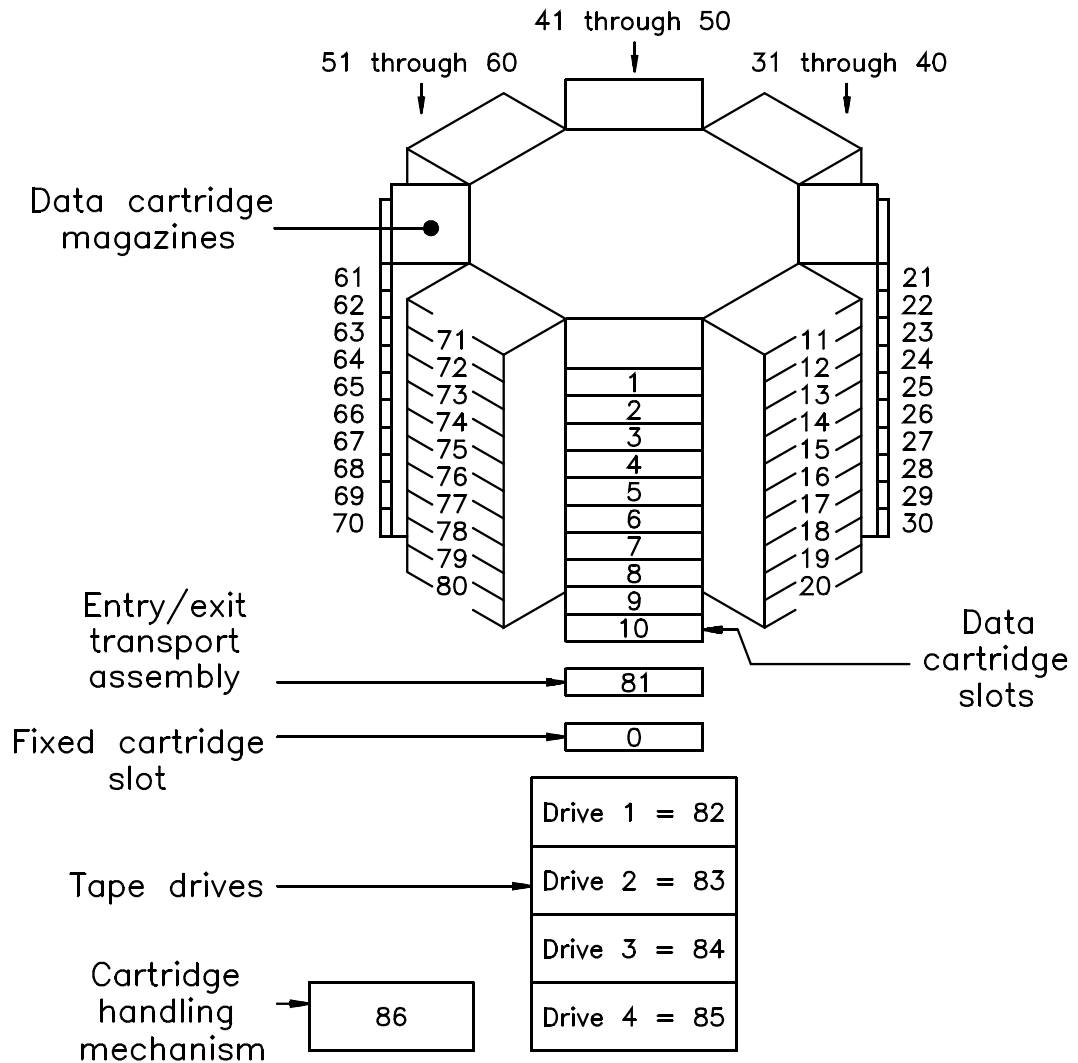 41 through 50
51 through 60
31 through 40
Data cartridge
magazines
61
62
63
64
65
66
67
68
69
70
71
72
73
74
75
76
77
78
79
80
1
2
3
4
5
6
7
8
9
10
11
12
13
14
15
16
17
18
19
20
21
22
23
24
25
26
27
28
29
30
Entry/exit
transport
assembly
81
Data
cartridge
slots
Fixed cartridge
slot
0
Tape drives
Drive 1 = 82
Drive 2 = 83
Drive 3 = 84
Drive 4 = 85
Cartridge
handling
mechanism
86